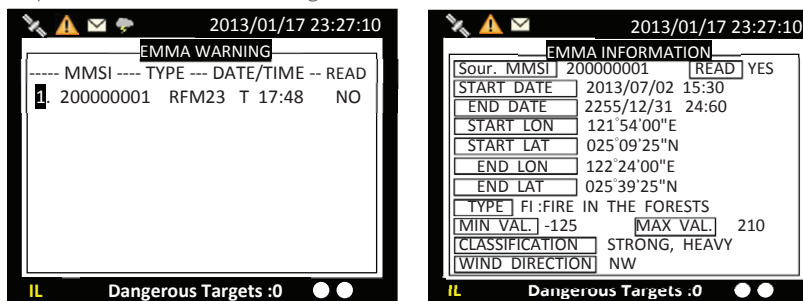 2013/01/17 23:27:10
EMMA WARNING
----- MMSI ---- TYPE --- DATE/TIME -- READ
1. 200000001 RFM23 T 17:48 NO
IL Dangerous Targets :0
2013/01/17 23:27:10
EMMA INFORMATION
Sour. MMSI 200000001 READ YES
START DATE 2013/07/02 15:30
END DATE 2255/12/31 24:60
START LON 121°54'00"E
START LAT 025°09'25"N
END LON 122°24'00"E
END LAT 025°39'25"N
TYPE FI :FIRE IN THE FORESTS
MIN VAL. -125 MAX VAL. 210
CLASSIFICATION STRONG, HEAVY
WIND DIRECTION NW
IL Dangerous Targets :0